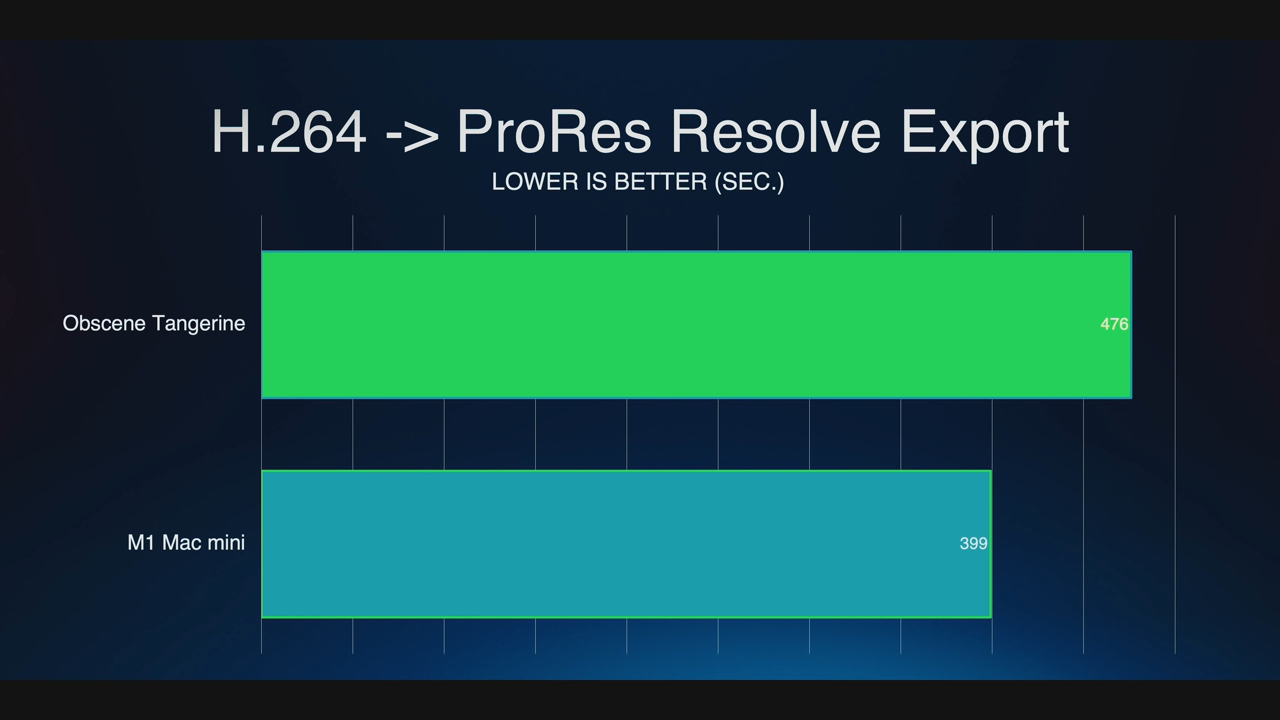 H.264 -> ProRes Resolve Export
LOWER IS BETTER (SEC.)
Obscene Tangerine
476
M1 Mac mini
399